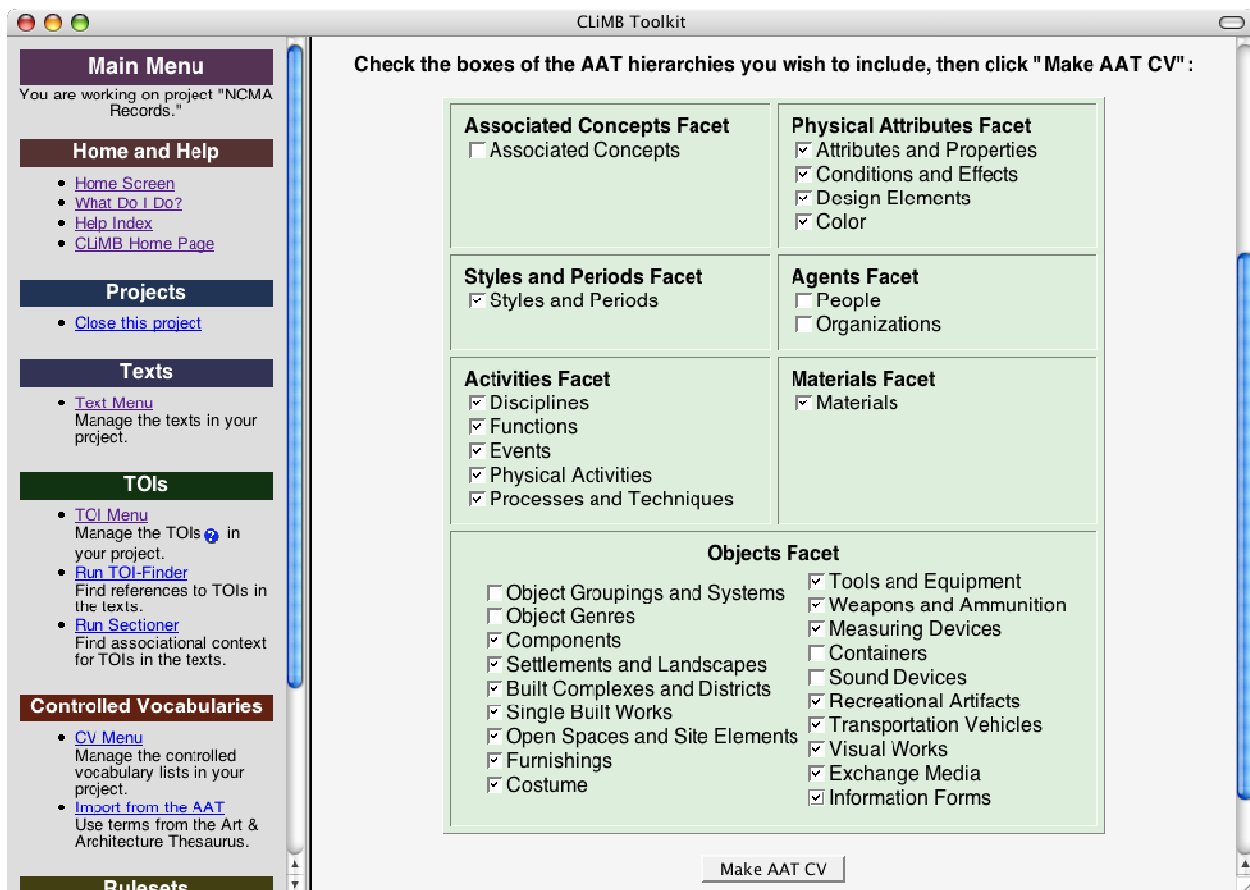 CLiMB Toolkit
Main Menu
You are working on project "NCMA
Records."
Home and Help
Home Screen
What Do I Do?
Help Index
CLiMB Home Page
Projects
Close this project
Texts
Text Menu
Manage the texts in your
project.
TOIs
TOI Menu
Manage the TOIs ? in
your project.
Run TOI-Finder
Find references to TOIs in
the texts.
Run Sectioner
Find associational context
for TOIs in the texts.
Controlled Vocabularies
CV Menu
Manage the controlled
vocabulary lists in your
project.
Import from the AAT
Use terms from the Art &
Architecture Thesaurus.
Rulesets
Check the boxes of the AAT hierarchies you wish to include, then click "Make AAT CV":
Associated Concepts Facet
Associated Concepts
Physical Attributes Facet
Attributes and Properties
Conditions and Effects
Design Elements
Color
Styles and Periods Facet
Styles and Periods
Agents Facet
People
Organizations
Activities Facet
Disciplines
Functions
Events
Physical Activities
Processes and Techniques
Materials Facet
Materials
Objects Facet
Object Groupings and Systems
Object Genres
Components
Settlements and Landscapes
Built Complexes and Districts
Single Built Works
Open Spaces and Site Elements
Furnishings
Costume
Tools and Equipment
Weapons and Ammunition
Measuring Devices
Containers
Sound Devices
Recreational Artifacts
Transportation Vehicles
Visual Works
Exchange Media
Information Forms
Make AAT CV